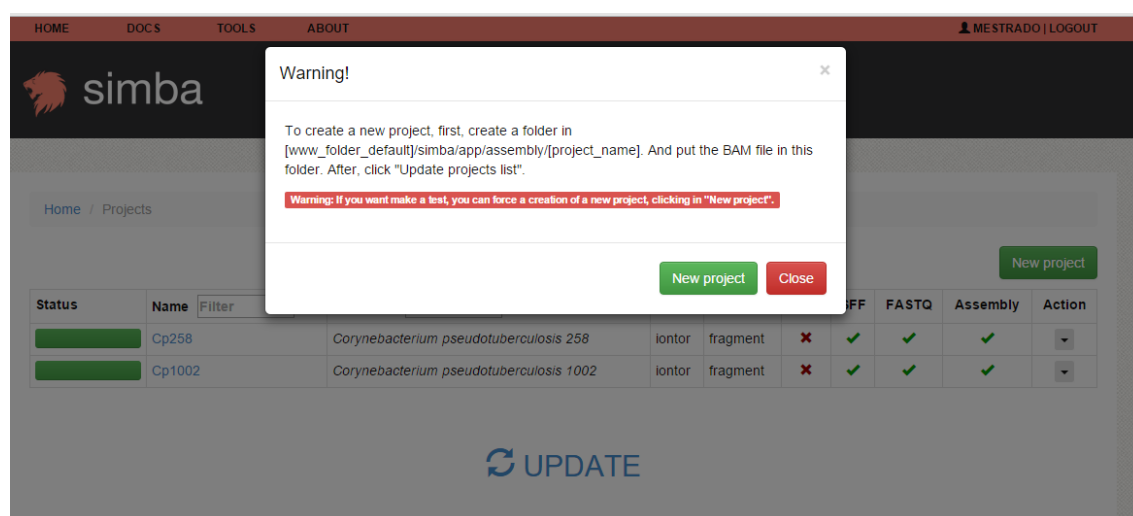 HOME DOCS TOOLS ABOUT MESTRADO | LOGOUT
simba
Warning! ×
To create a new project, first, create a folder in
[www_folder_default]/simba/app/assembly/[project_name]. And put the BAM file in this
folder. After, click "Update projects list".
Warning: If you want make a test, you can force a creation of a new project, clicking in "New project".
New project Close
Home / Projects
New project
Status Name Filter FASTQ Assembly Action
Cp258 Corynebacterium pseudotuberculosis 258 iontor fragment
Cp1002 Corynebacterium pseudotuberculosis 1002 iontor fragment
UPDATE